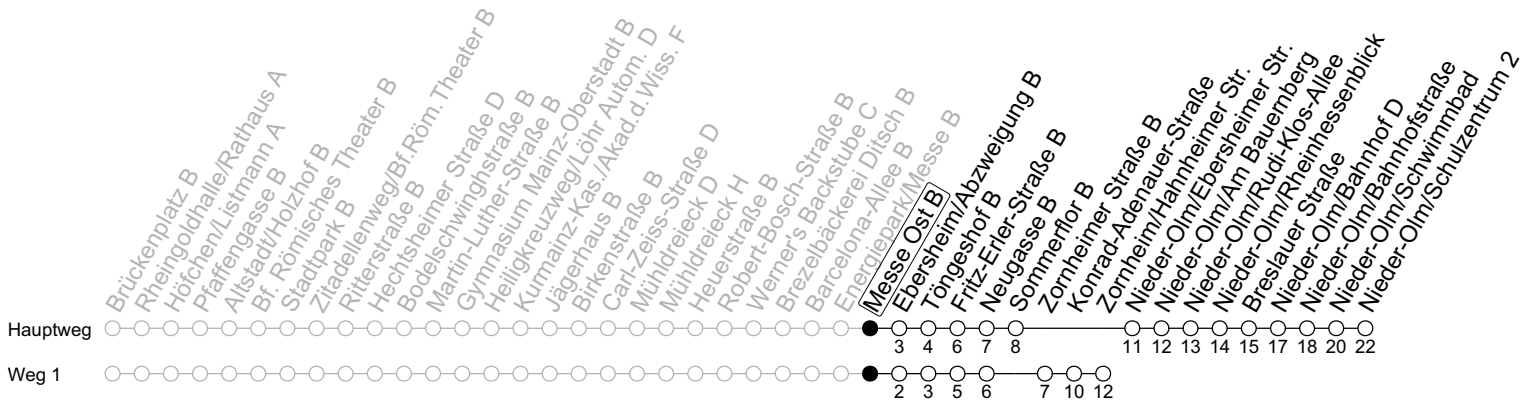 Brückenplatz B
Rheingoldhalle/Rathaus A
Höfchen/Listmann A
Pfaffengasse B
Altstadt/Holzhof B
Bf. Römisches Theater B
Stadtpark B
Zitadellenweg/Bf.Röm.Theater B
Ritterstraße B
Hechtsheimer Straße D
Bodelschwinghstraße B
Martin-Luther-Straße B
Gymnasium Mainz-Oberstadt B
Heiligkreuzweg/Löhr Autom. D
Kurmainz-Kas./Akad.d.Wiss. F
Jägerhaus B
Birkenstraße B
Carl-Zeiss-Straße D
Mühldreieck D
Mühldreieck H
Heuerstraße B
Robert-Bosch-Straße B
Werner's Backstube C
Brezelbäckerei Ditsch B
Barcelona-Allee B
Energiepark/Messe B
Messe Ost B
Ebersheim/Abzweigung B
Töngeshof B
Fritz-Erler-Straße B
Neugasse B
Sommerflor B
Zornheimer Straße B
Konrad-Adenauer-Straße
Zornheim/Hahnheimer Str.
Nieder-Olm/Ebersheimer Str.
Nieder-Olm/Am Bauernberg
Nieder-Olm/Rudi-Klos-Allee
Nieder-Olm/Rheinhessenblick
Breslauer Straße
Nieder-Olm/Bahnhof D
Nieder-Olm/Bahnhofstraße
Nieder-Olm/Schwimmbad
Nieder-Olm/Schulzentrum 2
Hauptweg
3 4 6 7 8 11 12 13 14 15 17 18 20 22
Weg 1
2 3 5 6 7 10 12